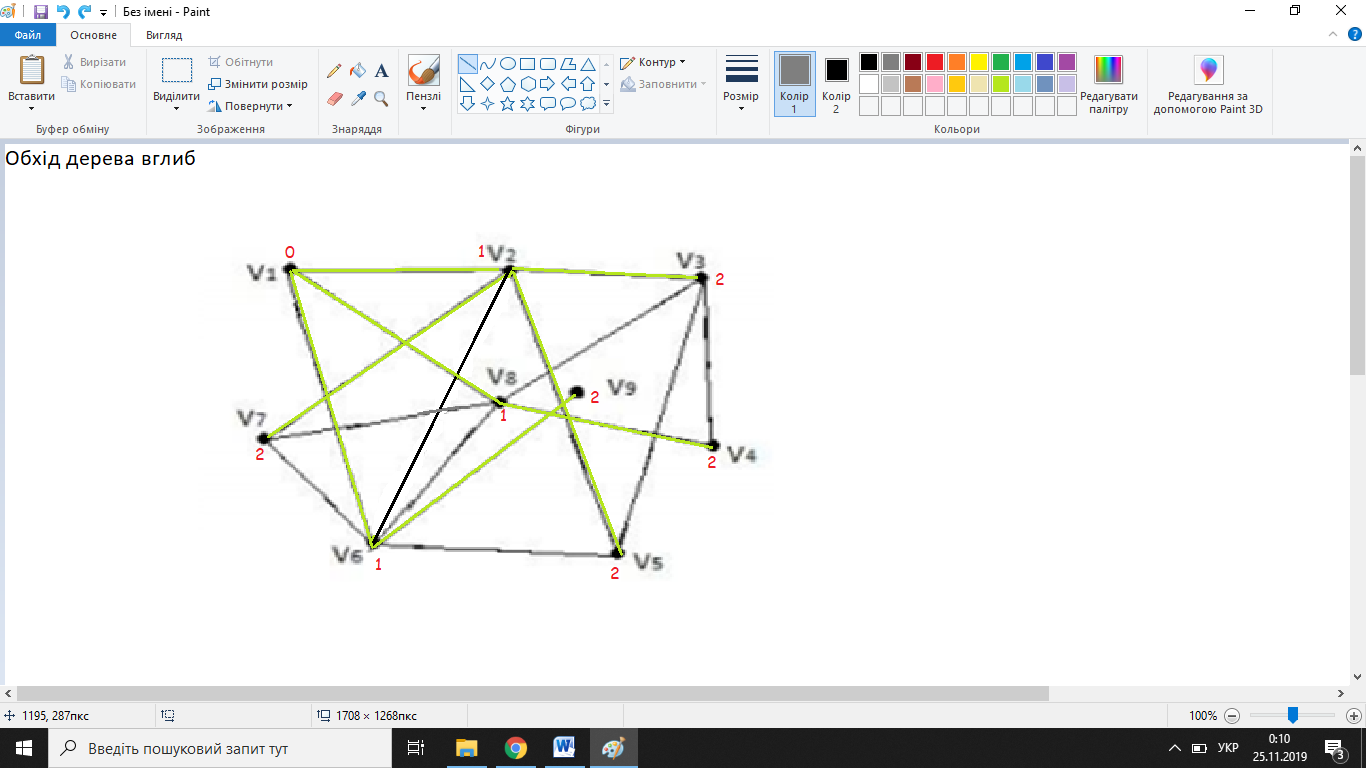 Без імені - Paint
Файл Основне Вигляд
Вставити
Вирізати
Копіювати
Буфер обміну
Виділити
Обітнути
Змінити розмір
Повернути
Зображення
A
Знаряддя
Пензлі
Контур
Заповнити
Фігури
Розмір
Колір 1
Колір 2
Редагувати палітру
Кольори
Редагування за допомогою Paint 3D
Обхід дерева вглиб
0
V1
1
V2
V3
2
V8
1
V9
2
V7
2
V4
2
V6
1
V5
2
1195, 287пкс
1708 × 1268пкс
100%
Введіть пошуковий запит тут
УКР
0:10
25.11.2019
3